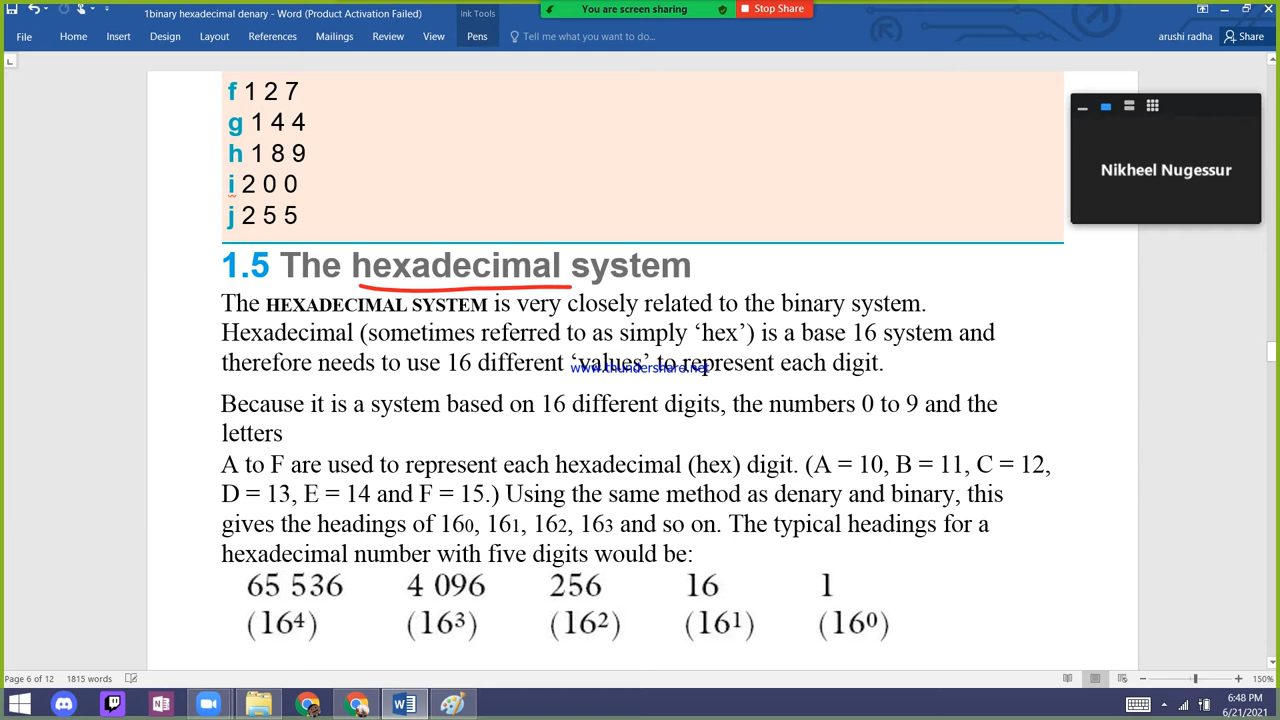 1binary hexadecimal denary - Word (Product Activation Failed)
Ink Tools
You are screen sharing
Stop Share
File Home Insert Design Layout References Mailings Review View Pens Tell me what you want to do...
arushi radha Share
f 1 2 7
g 1 4 4
h 1 8 9
i 2 0 0
j 2 5 5
Nikheel Nugessur
1.5 The hexadecimal system
The HEXADECIMAL SYSTEM is very closely related to the binary system.
Hexadecimal (sometimes referred to as simply ‘hex’) is a base 16 system and
therefore needs to use 16 different ‘values’ to represent each digit.
www.thundershare.net
Because it is a system based on 16 different digits, the numbers 0 to 9 and the
letters
A to F are used to represent each hexadecimal (hex) digit. (A = 10, B = 11, C = 12,
D = 13, E = 14 and F = 15.) Using the same method as denary and binary, this
gives the headings of 160, 161, 162, 163 and so on. The typical headings for a
hexadecimal number with five digits would be:
65 536 4 096 256 16 1
(16⁴) (16³) (16²) (16¹) (16⁰)
Page 6 of 12 1815 words
150%
6:48 PM
6/21/2021